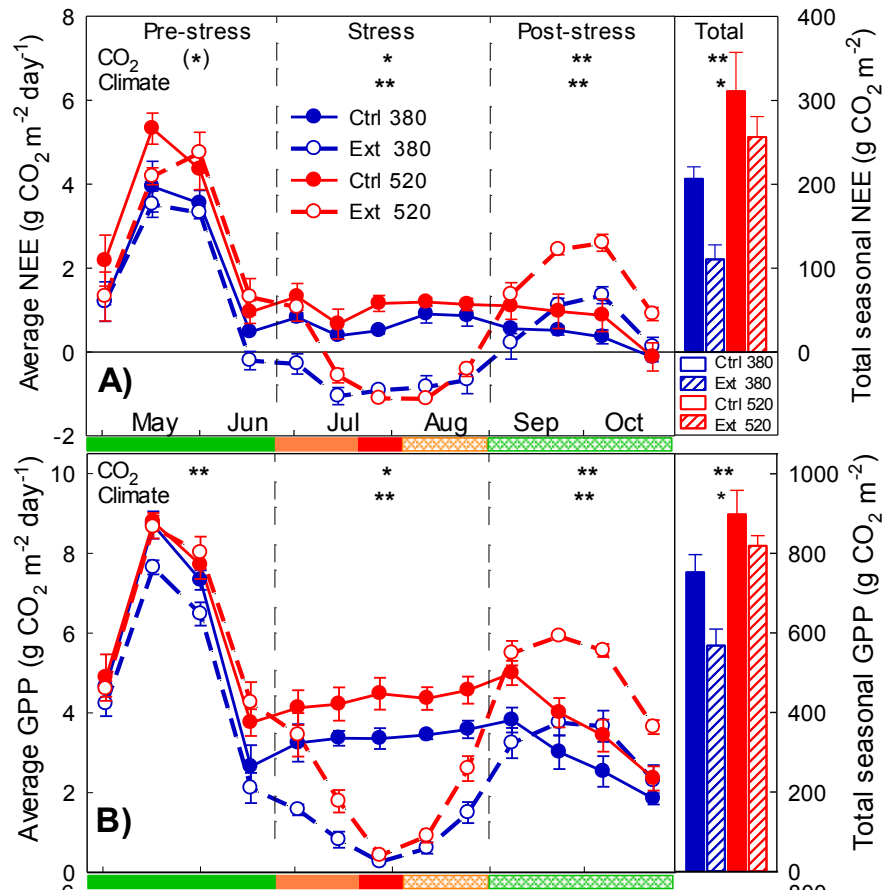 Pre-stress Stress Post-stress Total
CO2 (*) * ** **
Climate ** ** *
Ctrl 380
Ext 380
Ctrl 520
Ext 520
Average NEE (g CO2 m-2 day-1)
8
6
4
2
0
-2
A)
May Jun Jul Aug Sep Oct
400
300
200
100
0
Total seasonal NEE (g CO2 m-2)
Ctrl 380
Ext 380
Ctrl 520
Ext 520
CO2 ** * ** **
Climate ** ** *
Average GPP (g CO2 m-2 day-1)
10
8
6
4
2
0
B)
1000
800
600
400
200
0
Total seasonal GPP (g CO2 m-2)